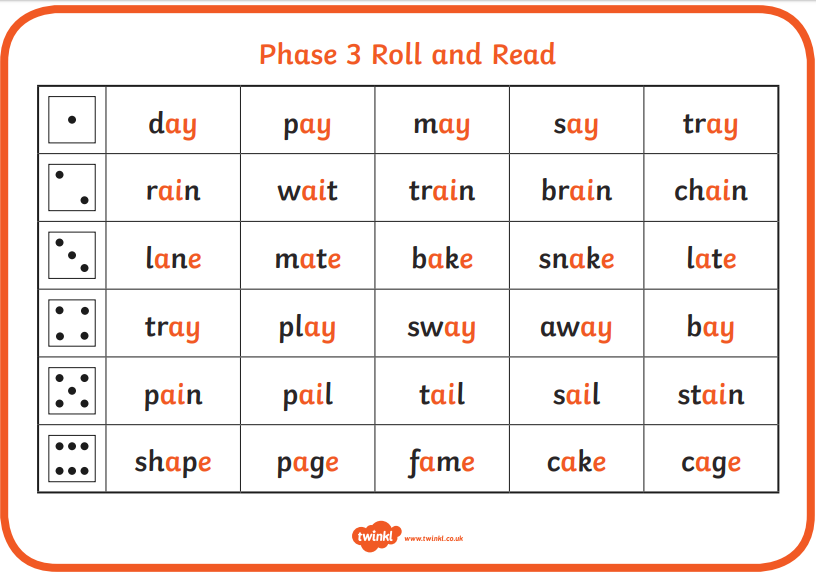 Phase 3 Roll and Read
day pay may say tray
rain wait train brain chain
lane mate bake snake late
tray play sway away bay
pain pail tail sail stain
shape page fame cake cage
twinkl www.twinkl.co.uk